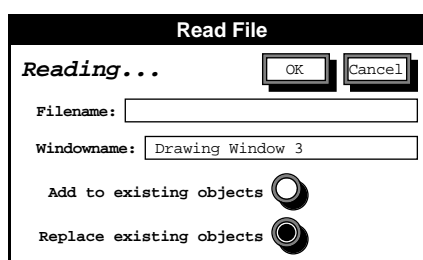 Read File
Reading... OK Cancel
Filename:
Windowname: Drawing Window 3
Add to existing objects
Replace existing objects